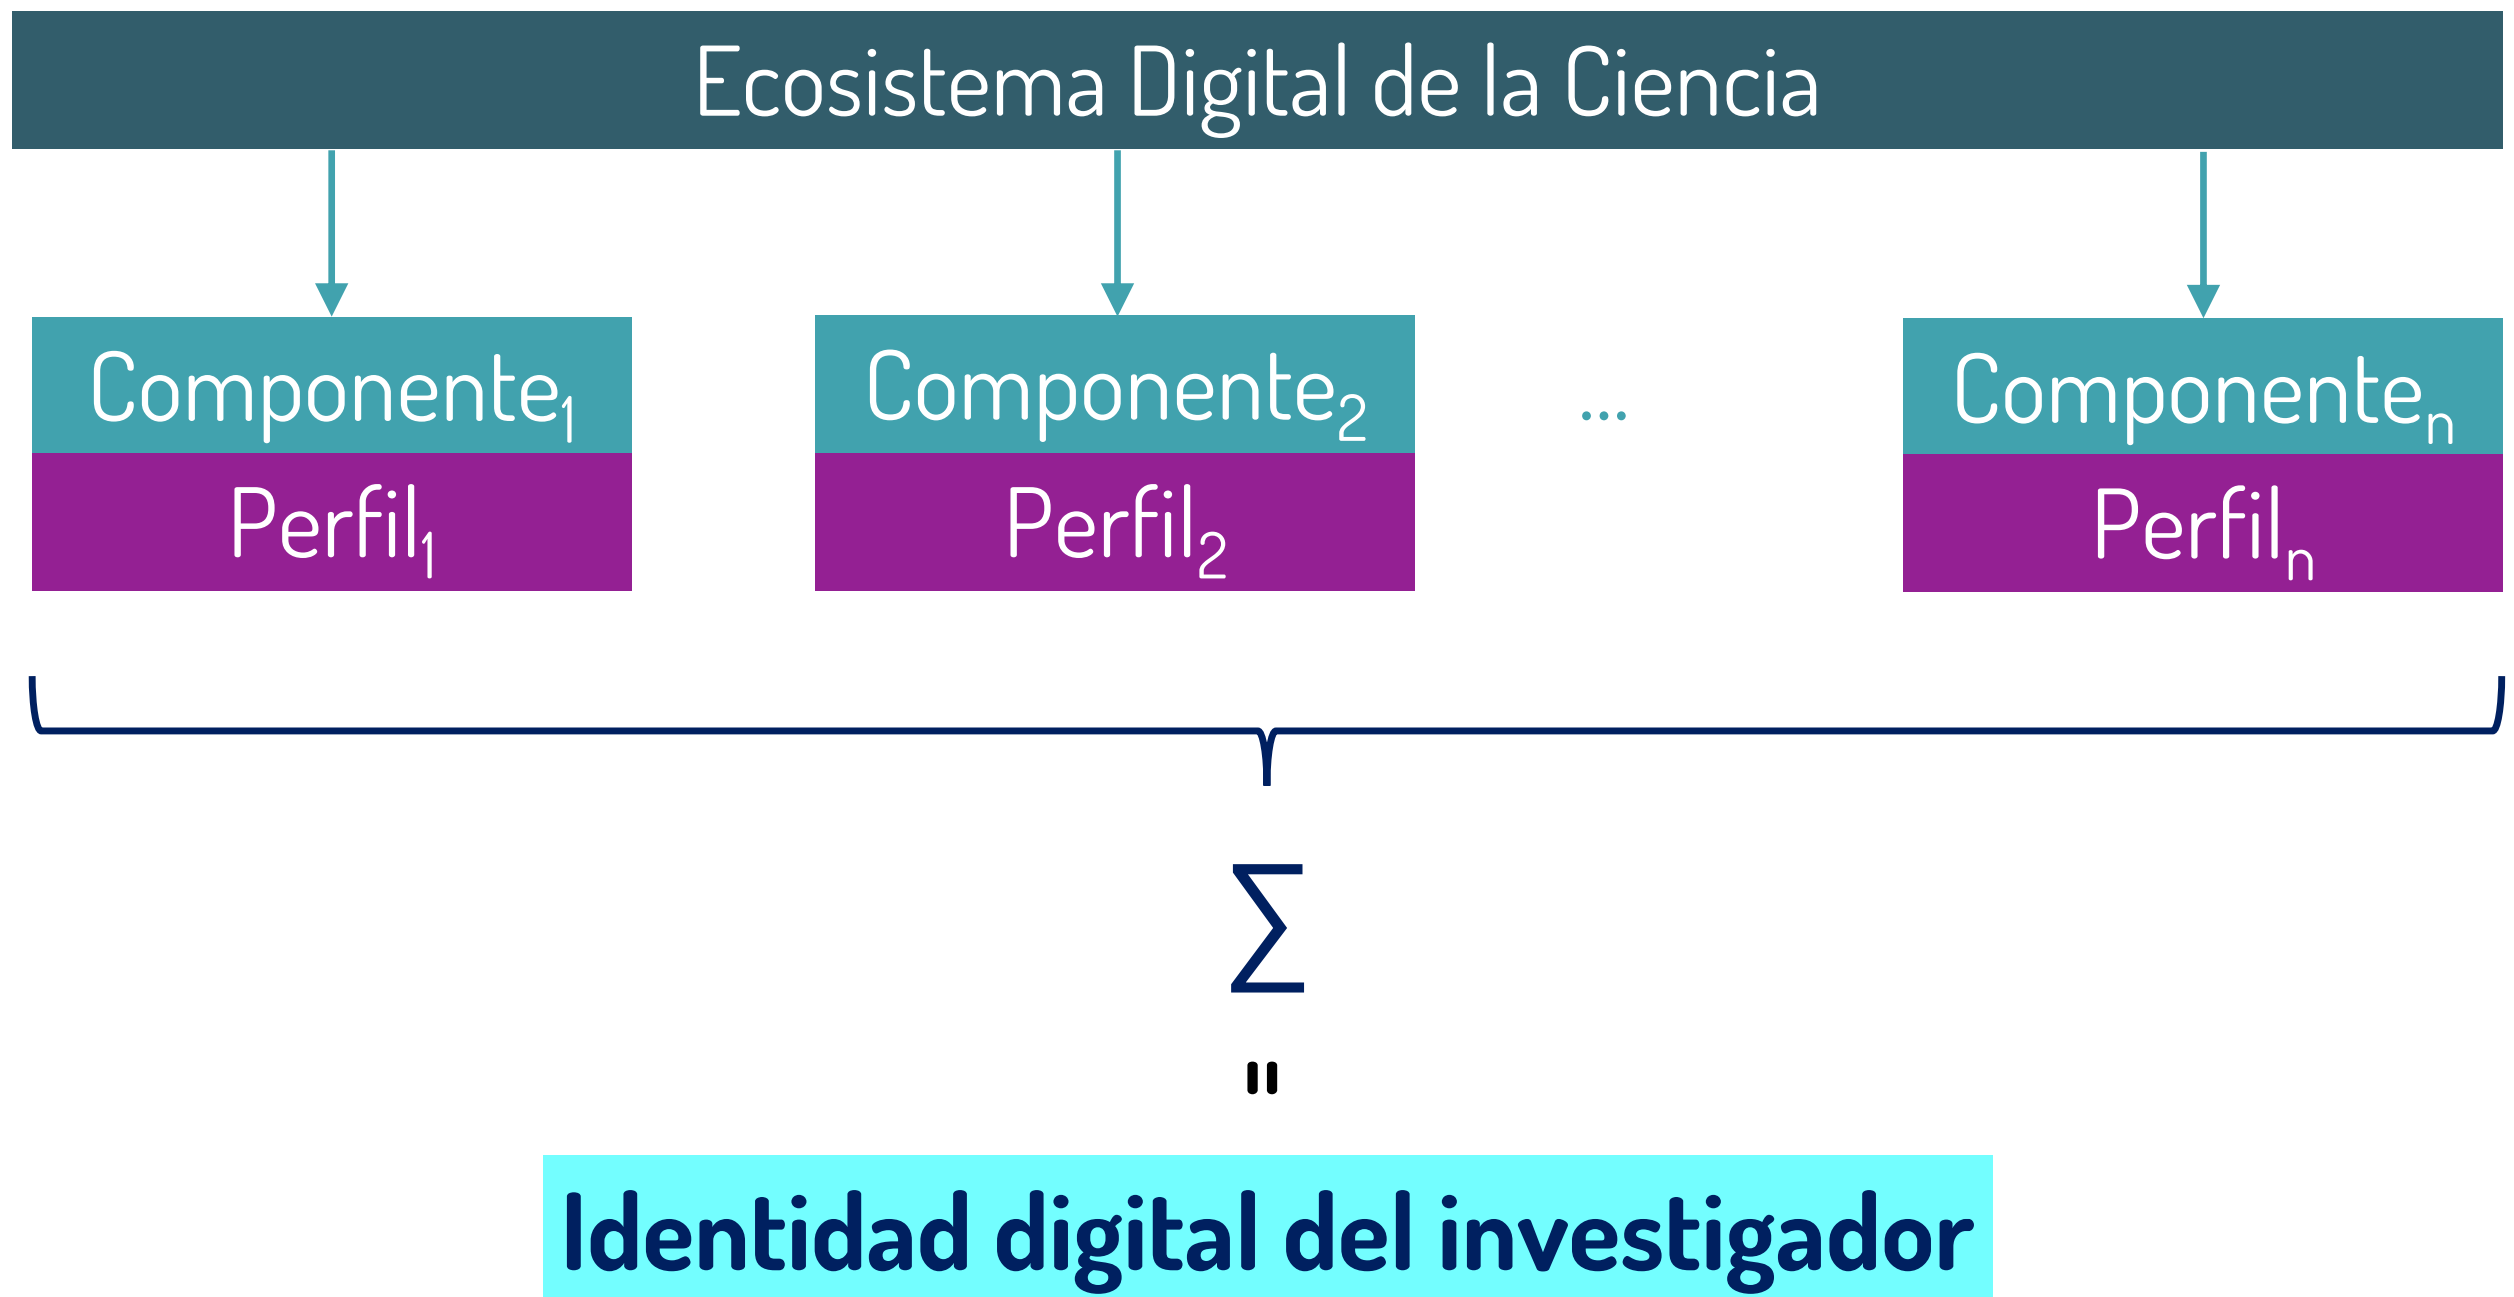 Ecosistema Digital de la Ciencia
Componente₁ Componente₂ ... Componenteₙ
Perfil₁ Perfil₂ Perfilₙ
Σ
=
Identidad digital del investigador